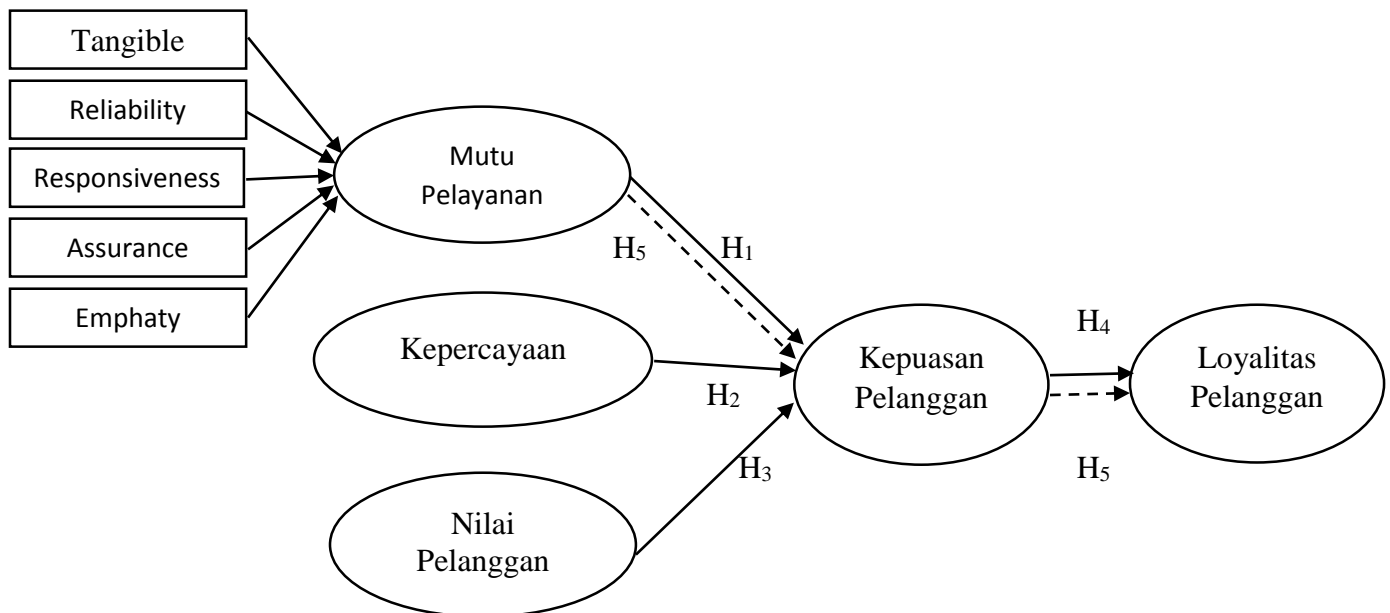 Tangible
Reliability
Responsiveness
Assurance
Emphaty
Mutu
Pelayanan
H5
H1
Kepercayaan
H2
Nilai
Pelanggan
H3
Kepuasan
Pelanggan
H4
H5
Loyalitas
Pelanggan